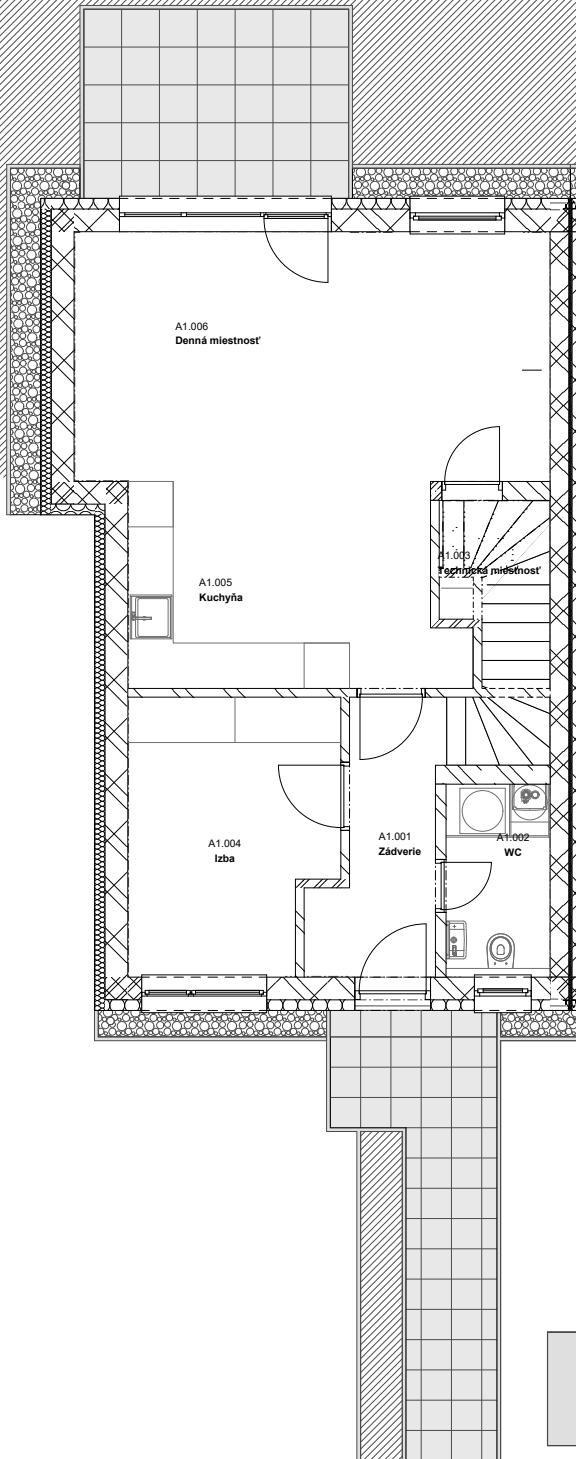 A1.006
Denná miestnosť
A1.003
Technická miestnosť
A1.005
Kuchyňa
A1.004
Izba
A1.001
Zádverie
A1.002
WC